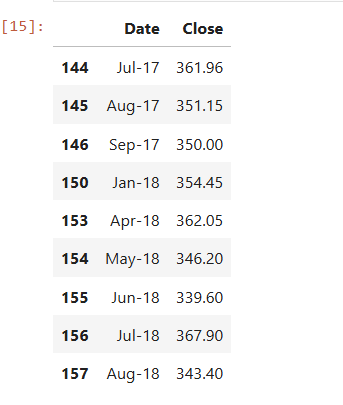 [15]:
Date Close
144 Jul-17 361.96
145 Aug-17 351.15
146 Sep-17 350.00
150 Jan-18 354.45
153 Apr-18 362.05
154 May-18 346.20
155 Jun-18 339.60
156 Jul-18 367.90
157 Aug-18 343.40